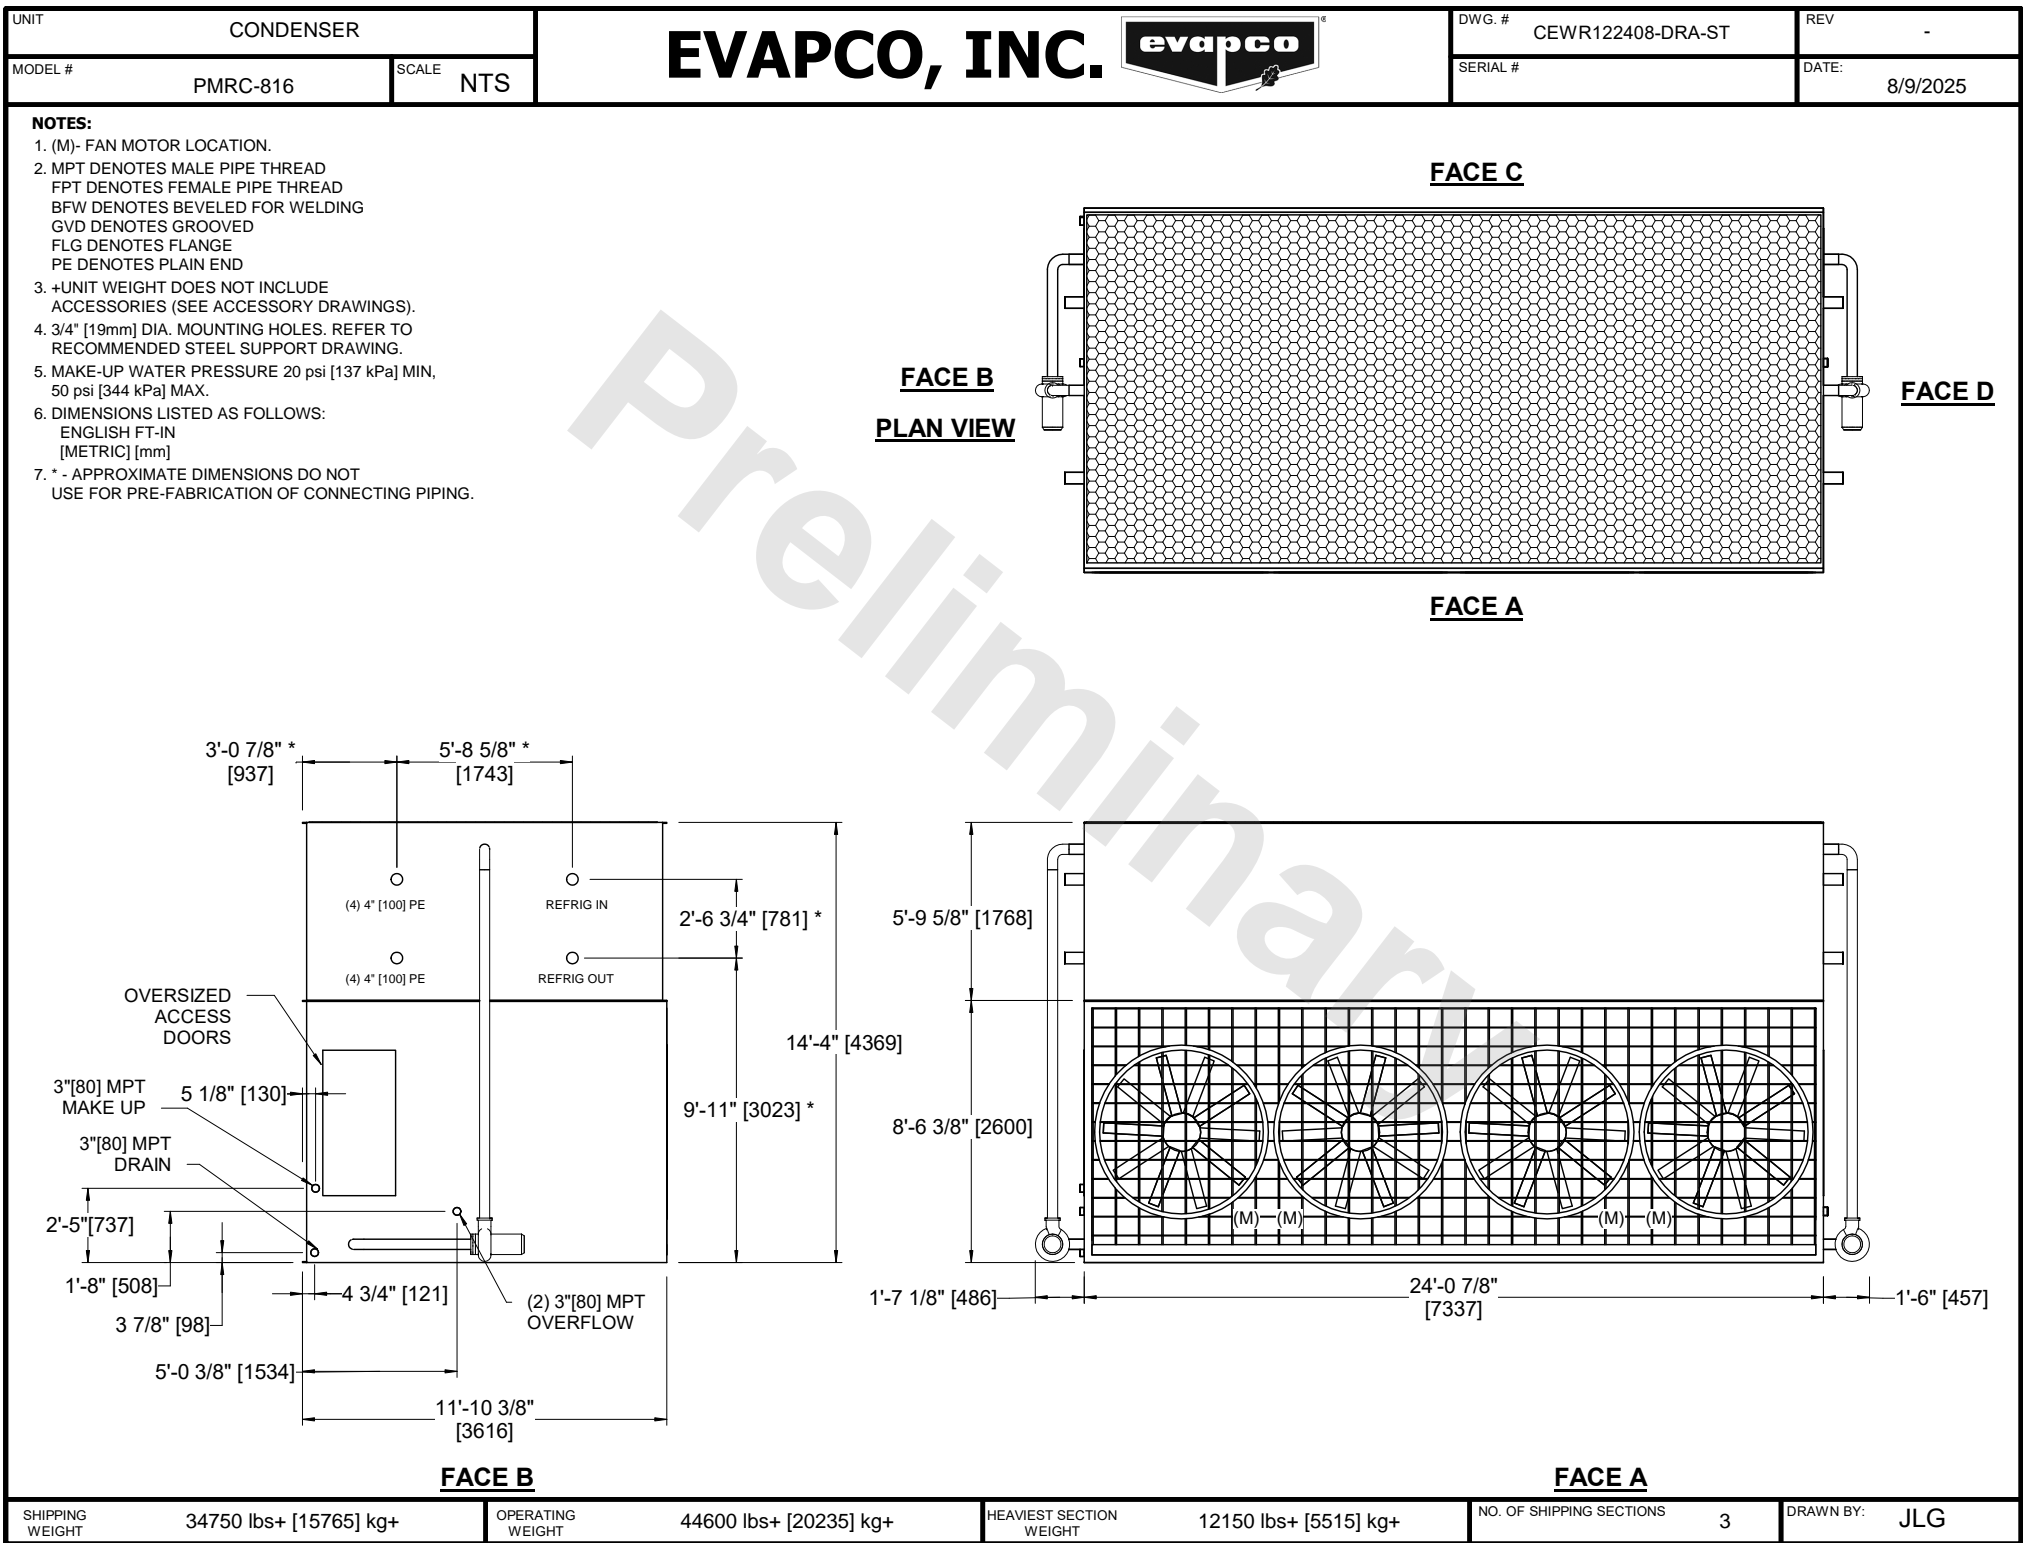 UNIT
CONDENSER
MODEL #
PMRC-816
SCALE
NTS
EVAPCO, INC.
evapco
®
DWG. #
CEWR122408-DRA-ST
REV
-
SERIAL #
DATE:
8/9/2025
NOTES:
1. (M)- FAN MOTOR LOCATION.
2. MPT DENOTES MALE PIPE THREAD
FPT DENOTES FEMALE PIPE THREAD
BFW DENOTES BEVELED FOR WELDING
GVD DENOTES GROOVED
FLG DENOTES FLANGE
PE DENOTES PLAIN END
3. +UNIT WEIGHT DOES NOT INCLUDE
ACCESSORIES (SEE ACCESSORY DRAWINGS).
4. 3/4" [19mm] DIA. MOUNTING HOLES. REFER TO
RECOMMENDED STEEL SUPPORT DRAWING.
5. MAKE-UP WATER PRESSURE 20 psi [137 kPa] MIN,
50 psi [344 kPa] MAX.
6. DIMENSIONS LISTED AS FOLLOWS:
ENGLISH FT-IN
[METRIC] [mm]
7. * - APPROXIMATE DIMENSIONS DO NOT
USE FOR PRE-FABRICATION OF CONNECTING PIPING.
FACE C
FACE B
PLAN VIEW
FACE D
FACE A
Preliminary
3'-0 7/8" *
[937]
5'-8 5/8" *
[1743]
(4) 4" [100] PE
REFRIG IN
(4) 4" [100] PE
REFRIG OUT
2'-6 3/4" [781] *
14'-4" [4369]
9'-11" [3023] *
OVERSIZED
ACCESS
DOORS
3"[80] MPT
MAKE UP
5 1/8" [130]
3"[80] MPT
DRAIN
2'-5"[737]
1'-8" [508]
4 3/4" [121]
3 7/8" [98]
(2) 3"[80] MPT
OVERFLOW
5'-0 3/8" [1534]
11'-10 3/8"
[3616]
FACE B
5'-9 5/8" [1768]
8'-6 3/8" [2600]
(M) (M) (M) (M)
1'-7 1/8" [486]
24'-0 7/8"
[7337]
1'-6" [457]
FACE A
SHIPPING
WEIGHT
34750 lbs+ [15765] kg+
OPERATING
WEIGHT
44600 lbs+ [20235] kg+
HEAVIEST SECTION
WEIGHT
12150 lbs+ [5515] kg+
NO. OF SHIPPING SECTIONS
3
DRAWN BY:
JLG